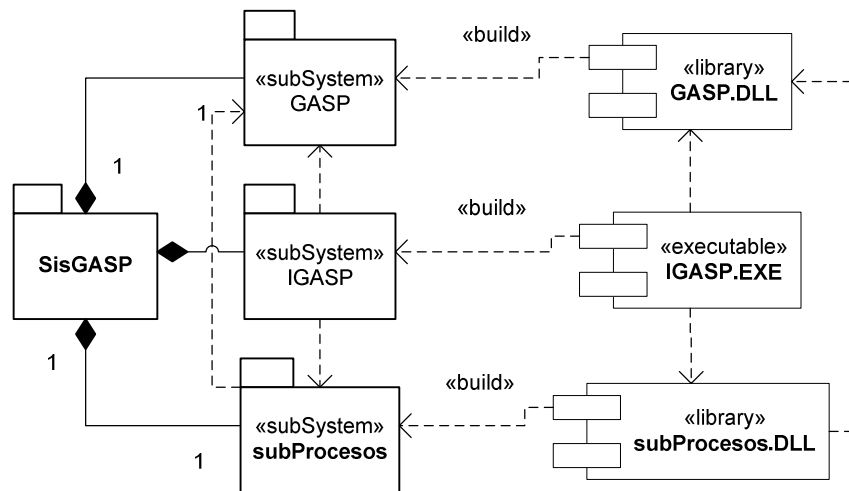 «build»
«subSystem»
GASP
«library»
GASP.DLL
1
1
«build»
SisGASP
«subSystem»
IGASP
«executable»
IGASP.EXE
1
«build»
«subSystem»
subProcesos
«library»
subProcesos.DLL
1